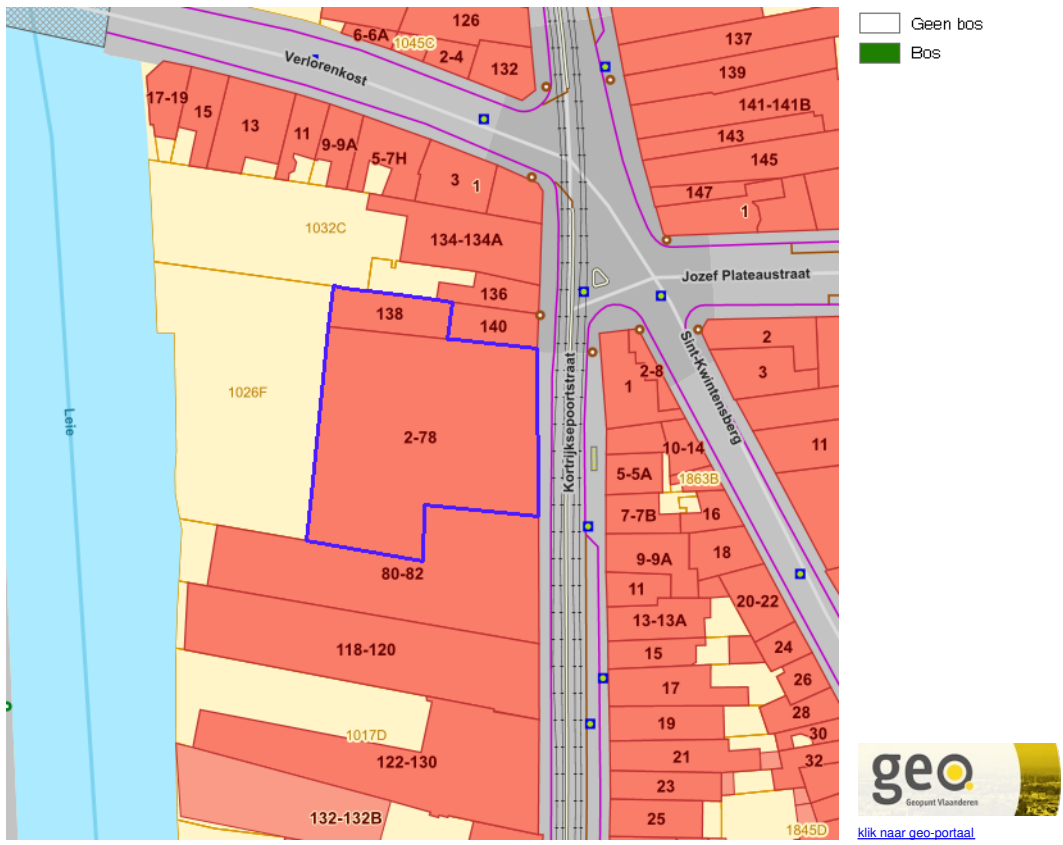 126
6-6A
1045C
2-4
132
Verlorenkost
137
139
141-141B
143
145
147
1
17-19
15
13
11
9-9A
5-7H
3
1
1032C
134-134A
136
138
140
Jozef Plateaustraat
2-78
1026F
Leie
Kortrijksepoortstraat
Sint-Kwintensberg
2
3
11
2-8
1
10-14
5-5A
1863B
7-7B
16
9-9A
18
11
20-22
13-13A
24
15
26
17
28
19
30
21
32
23
25
1845D
80-82
118-120
1017D
122-130
132-132B
Geen bos
Bos
geo
Geopunt Vlaanderen
klik naar geo-portaal